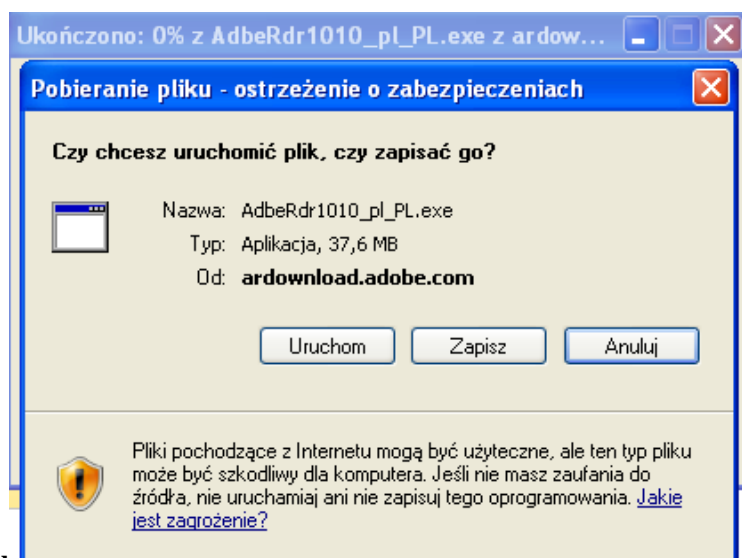 Ukończono: 0% z AdbeRdr1010_pl_PL.exe z ardow...
Pobieranie pliku - ostrzeżenie o zabezpieczeniach
Czy chcesz uruchomić plik, czy zapisać go?
Nazwa: AdbeRdr1010_pl_PL.exe
Typ: Aplikacja, 37,6 MB
Od: ardownload.adobe.com
Uruchom Zapisz Anuluj
Pliki pochodzące z Internetu mogą być użyteczne, ale ten typ pliku
może być szkodliwy dla komputera. Jeśli nie masz zaufania do
źródła, nie uruchamiaj ani nie zapisuj tego oprogramowania. Jakie
jest zagrożenie?